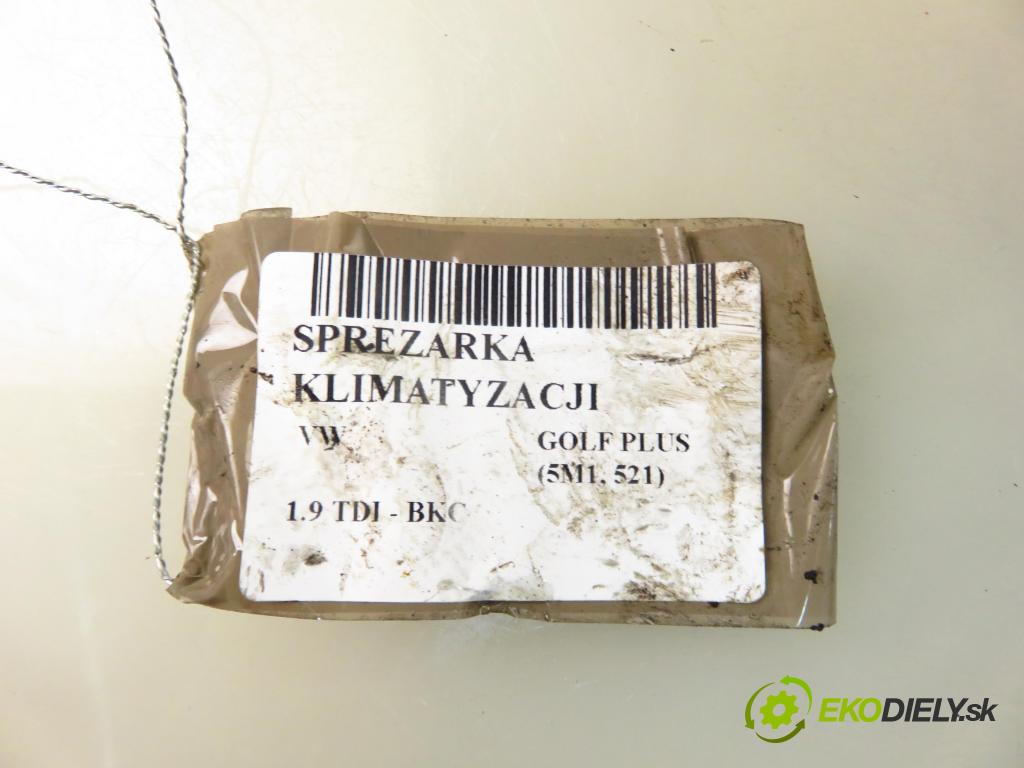 SPREZARKA
KLIMATYZACJI
VW GOLF PLUS
(5M1, 521)
1.9 TDI - BKC
EKODIELY.sk